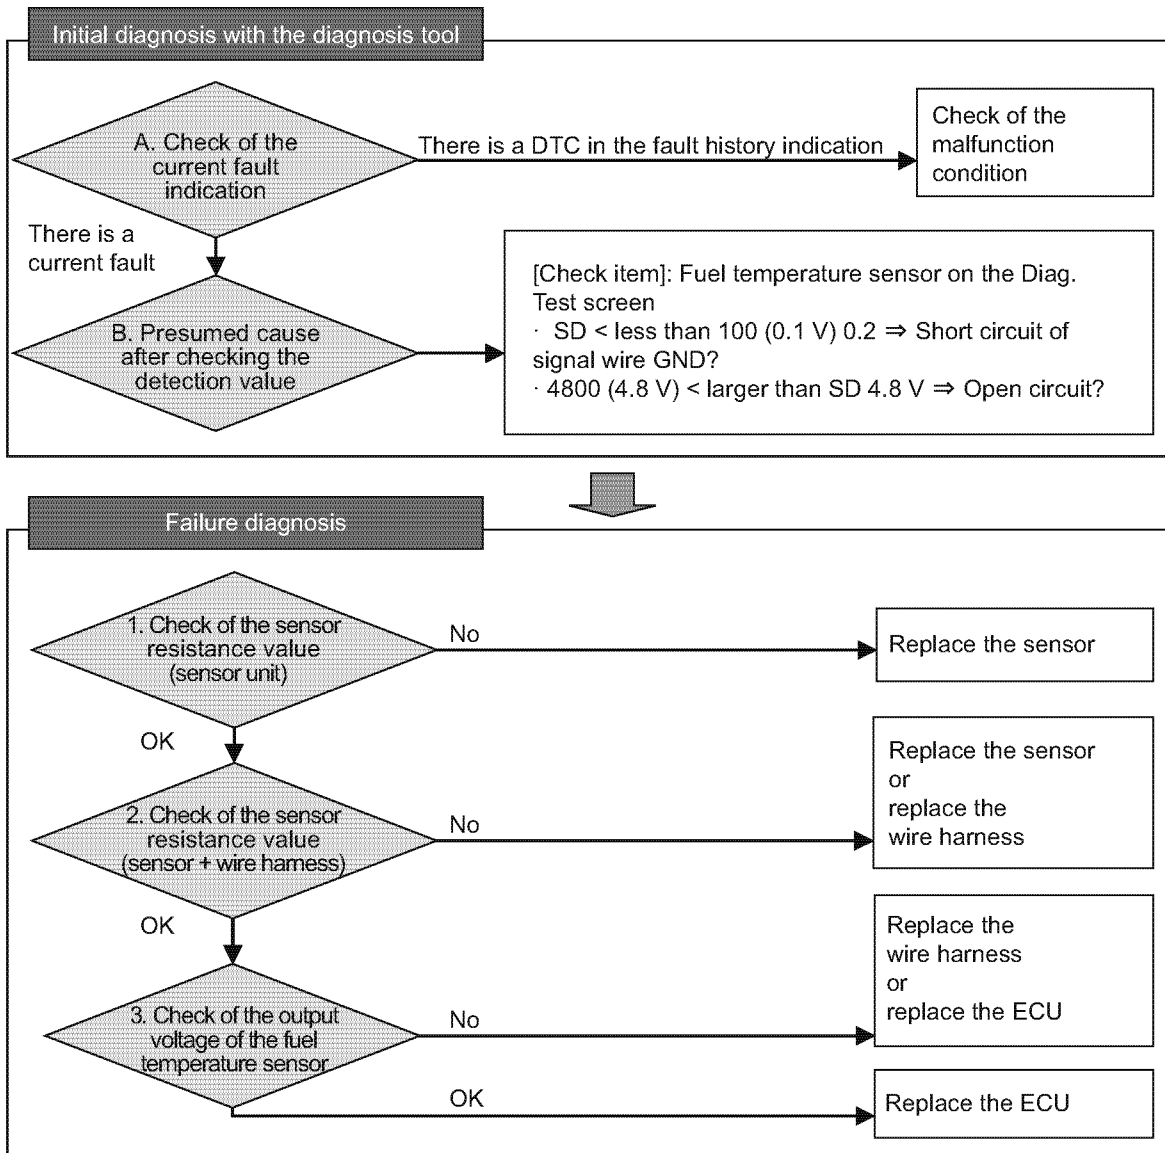 Initial diagnosis with the diagnosis tool
A. Check of the
current fault
indication
There is a DTC in the fault history indication
Check of the
malfunction
condition
There is a
current fault
B. Presumed cause
after checking the
detection value
[Check item]: Fuel temperature sensor on the Diag.
Test screen
· SD < less than 100 (0.1 V) 0.2 ⇒ Short circuit of
signal wire GND?
· 4800 (4.8 V) < larger than SD 4.8 V ⇒ Open circuit?
Failure diagnosis
1. Check of the sensor
resistance value
(sensor unit)
No
Replace the sensor
OK
2. Check of the sensor
resistance value
(sensor + wire harness)
No
Replace the sensor
or
replace the
wire harness
OK
3. Check of the output
voltage of the fuel
temperature sensor
No
Replace the
wire harness
or
replace the ECU
OK
Replace the ECU